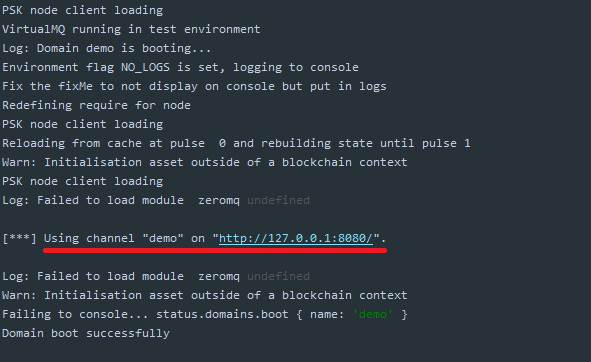 PSK node client loading
VirtualMQ running in test environment
Log: Domain demo is booting...
Environment flag NO_LOGS is set, logging to console
Fix the fixMe to not display on console but put in logs
Redefining require for node
PSK node client loading
Reloading from cache at pulse  0 and rebuilding state until pulse 1
Warn: Initialisation asset outside of a blockchain context
PSK node client loading
Log: Failed to load module  zeromq undefined
[***] Using channel "demo" on "http://127.0.0.1:8080/".
Log: Failed to load module  zeromq undefined
Warn: Initialisation asset outside of a blockchain context
Failing to console... status.domains.boot { name: 'demo' }
Domain boot successfully